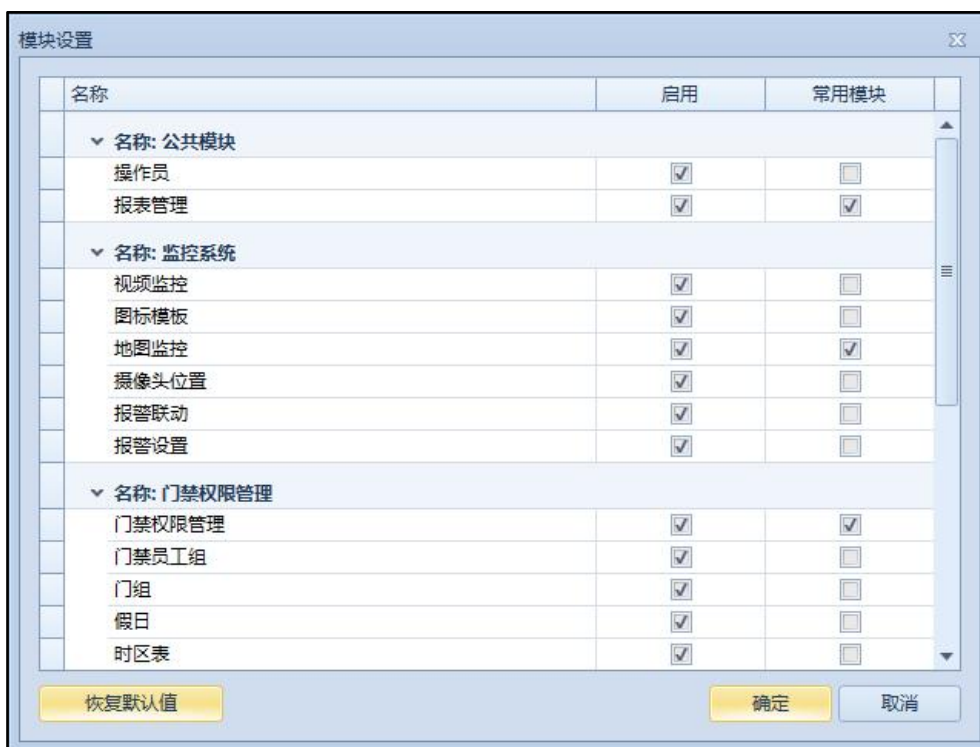 模块设置
名称 启用 常用模块
名称: 公共模块
操作员
报表管理
名称: 监控系统
视频监控
图标模板
地图监控
摄像头位置
报警联动
报警设置
名称: 门禁权限管理
门禁权限管理
门禁员工组
门组
假日
时区表
恢复默认值 确定 取消